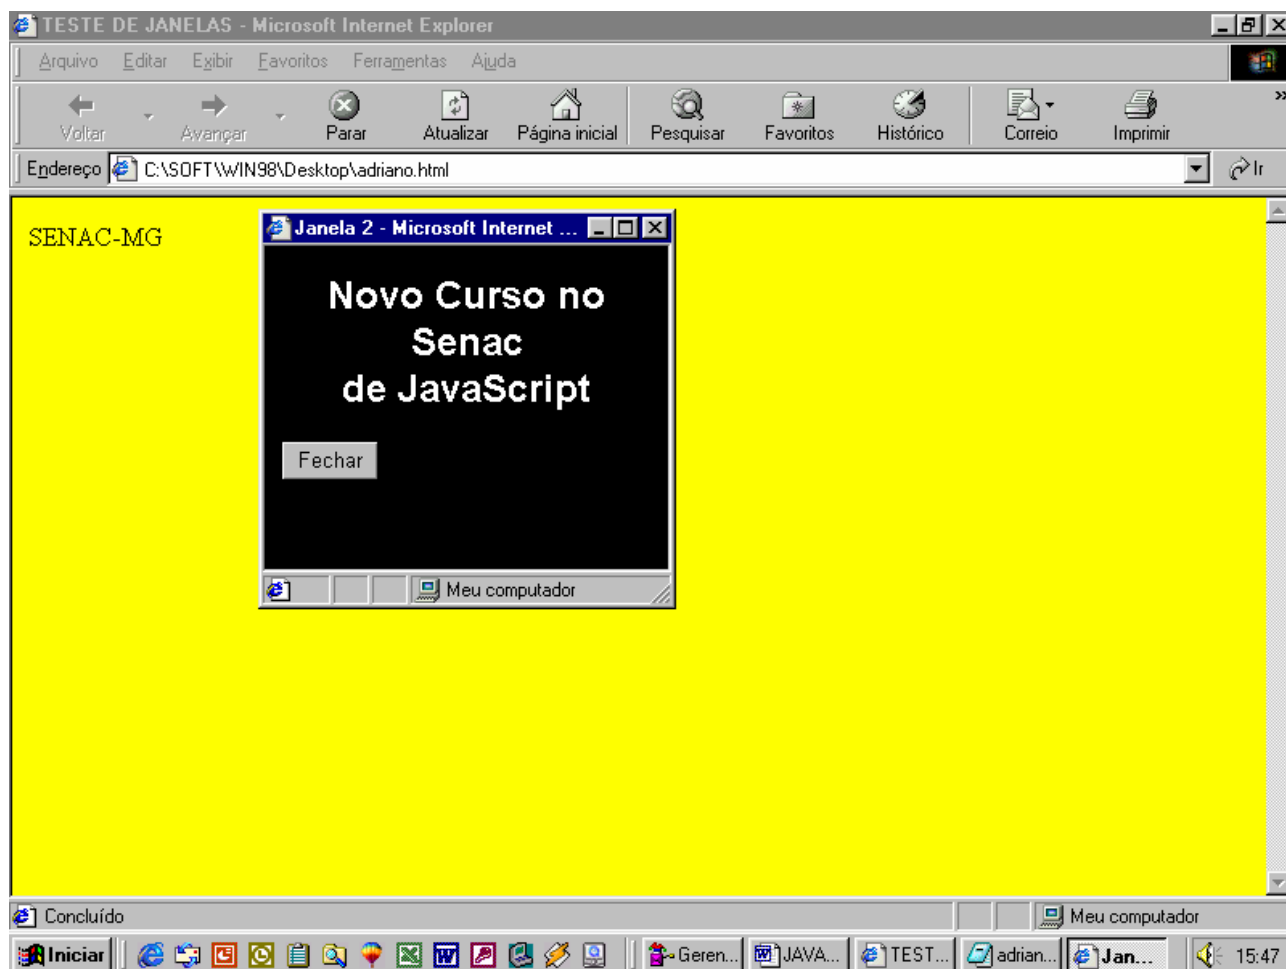 TESTE DE JANELAS - Microsoft Internet Explorer
Arquivo Editar Exibir Favoritos Ferramentas Ajuda
Voltar Avançar Parar Atualizar Página inicial Pesquisar Favoritos Histórico Correio Imprimir
Endereço C:\SOFT\WIN98\Desktop\adriano.html Ir
SENAC-MG
Janela 2 - Microsoft Internet ...
Novo Curso no
Senac
de JavaScript
Fechar
Meu computador
Concluído Meu computador
Iniciar Geren... JAVA... TEST... adrian... Jan... 15:47